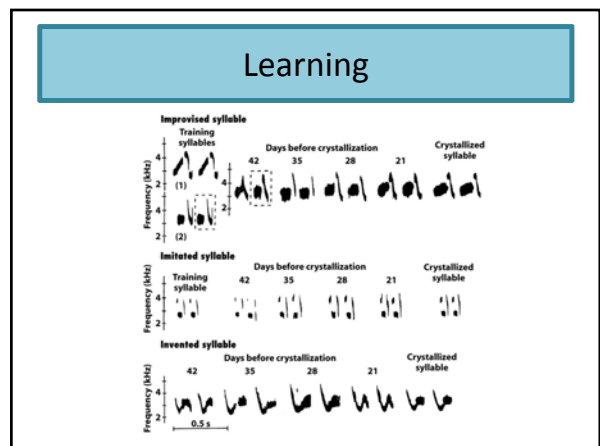 Learning
Improvised syllable
Training
syllables
Days before crystallization
Crystallized
syllable
42 35 28 21
Frequency (kHz)
4
2
(1)
4
2
(2)
4
2
Imitated syllable
Training
syllable
Days before crystallization
Crystallized
syllable
42 35 28 21
4
2
Invented syllable
Days before crystallization
Crystallized
syllable
42 35 28 21
Frequency (kHz)
4
2
0.5 s